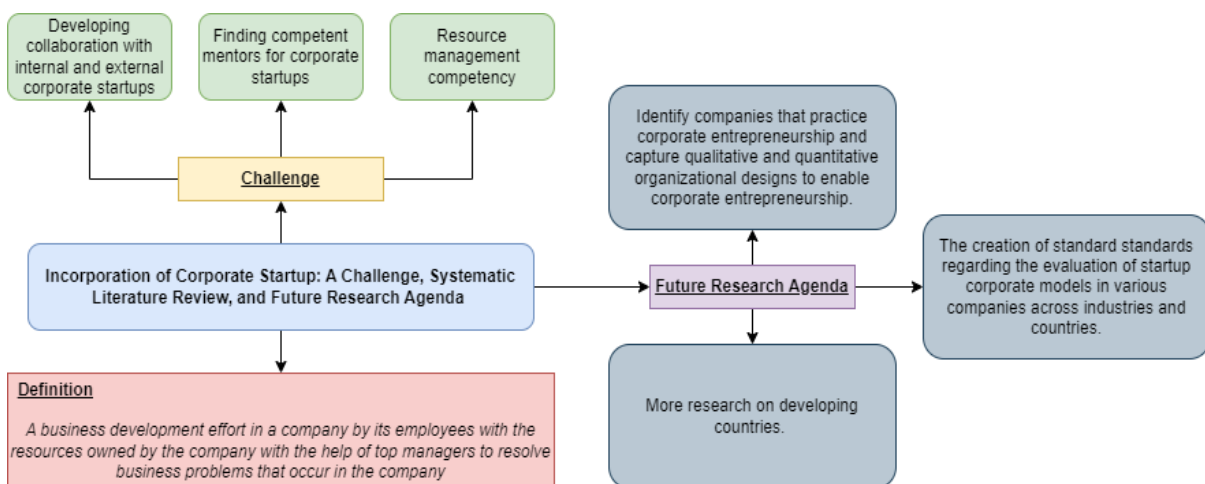 Developing
collaboration with
internal and external
corporate startups
Finding competent
mentors for corporate
startups
Resource
management
competency
Challenge
Incorporation of Corporate Startup: A Challenge, Systematic
Literature Review, and Future Research Agenda
Definition
A business development effort in a company by its employees with the
resources owned by the company with the help of top managers to resolve
business problems that occur in the company
Identify companies that practice
corporate entrepreneurship and
capture qualitative and quantitative
organizational designs to enable
corporate entrepreneurship.
Future Research Agenda
The creation of standard standards
regarding the evaluation of startup
corporate models in various
companies across industries and
countries.
More research on developing
countries.